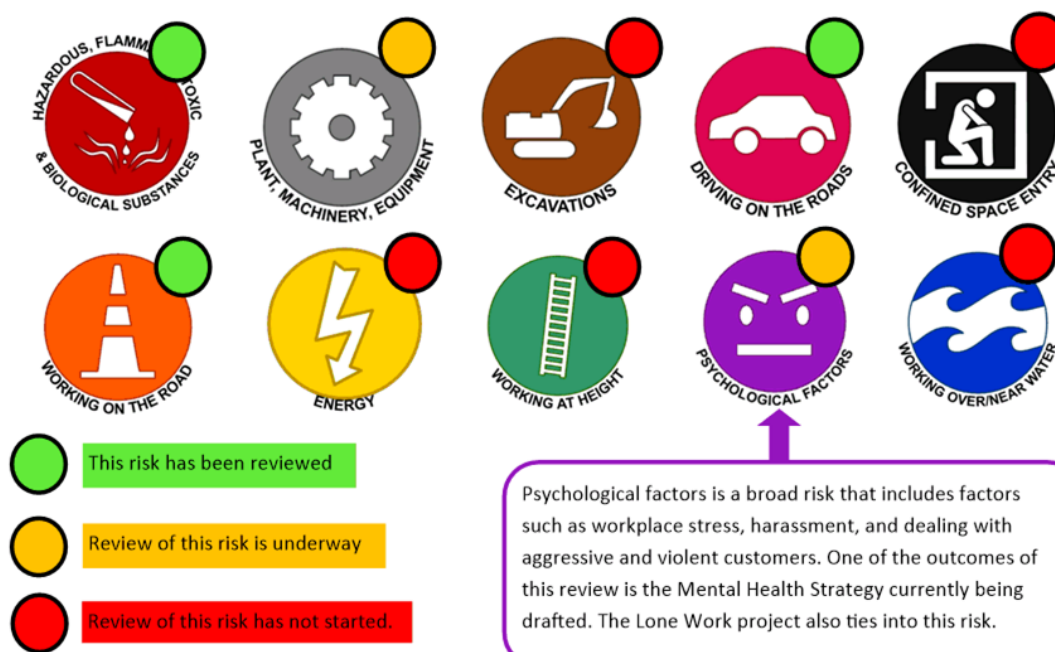 HAZARDOUS, FLAMM TOXIC
& BIOLOGICAL SUBSTANCES
PLANT, MACHINERY, EQUIPMENT
EXCAVATIONS
DRIVING ON THE ROADS
CONFINED SPACE ENTRY
WORKING ON THE ROAD
ENERGY
WORKING AT HEIGHT
PSYCHOLOGICAL FACTORS
WORKING OVER/NEAR WATER
This risk has been reviewed
Review of this risk is underway
Review of this risk has not started.
Psychological factors is a broad risk that includes factors
such as workplace stress, harassment, and dealing with
aggressive and violent customers. One of the outcomes of
this review is the Mental Health Strategy currently being
drafted. The Lone Work project also ties into this risk.